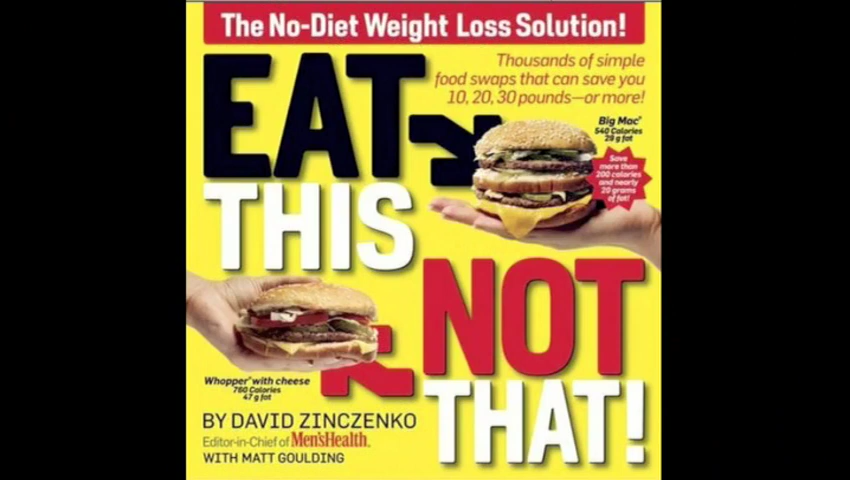 The No-Diet Weight Loss Solution!
EAT
THIS
Thousands of simple
food swaps that can save you
10, 20, 30 pounds—or more!
Big Mac®
540 Calories
29 g fat
Save
more than
200 calories
and nearly
20 grams
of fat!
NOT
THAT!
Whopper® with cheese
760 Calories
47 g fat
BY DAVID ZINCZENKO
Editor-in-Chief of Men'sHealth.
WITH MATT GOULDING